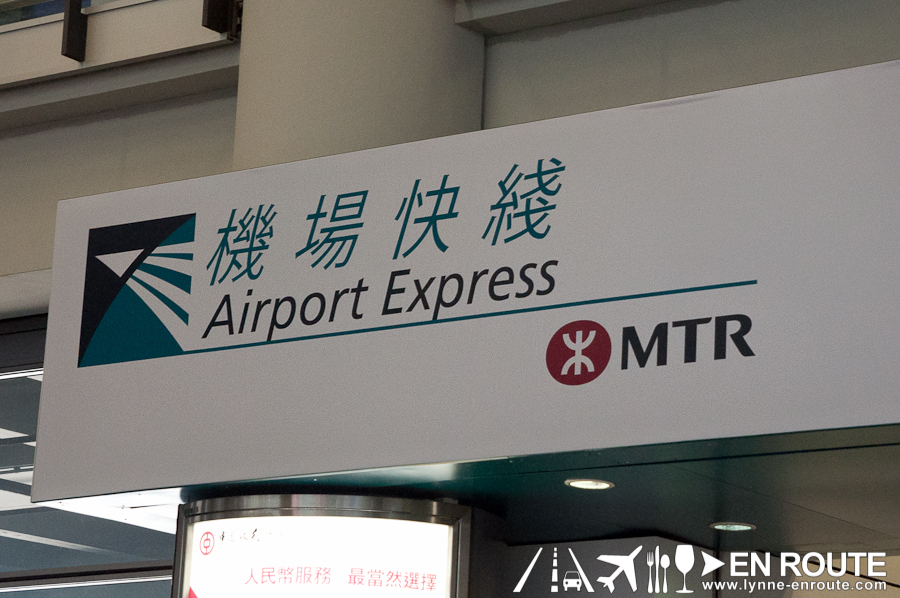 機場快綫
Airport Express
MTR
人民幣服務 最當然選擇
EN ROUTE
www.lynne-enroute.com